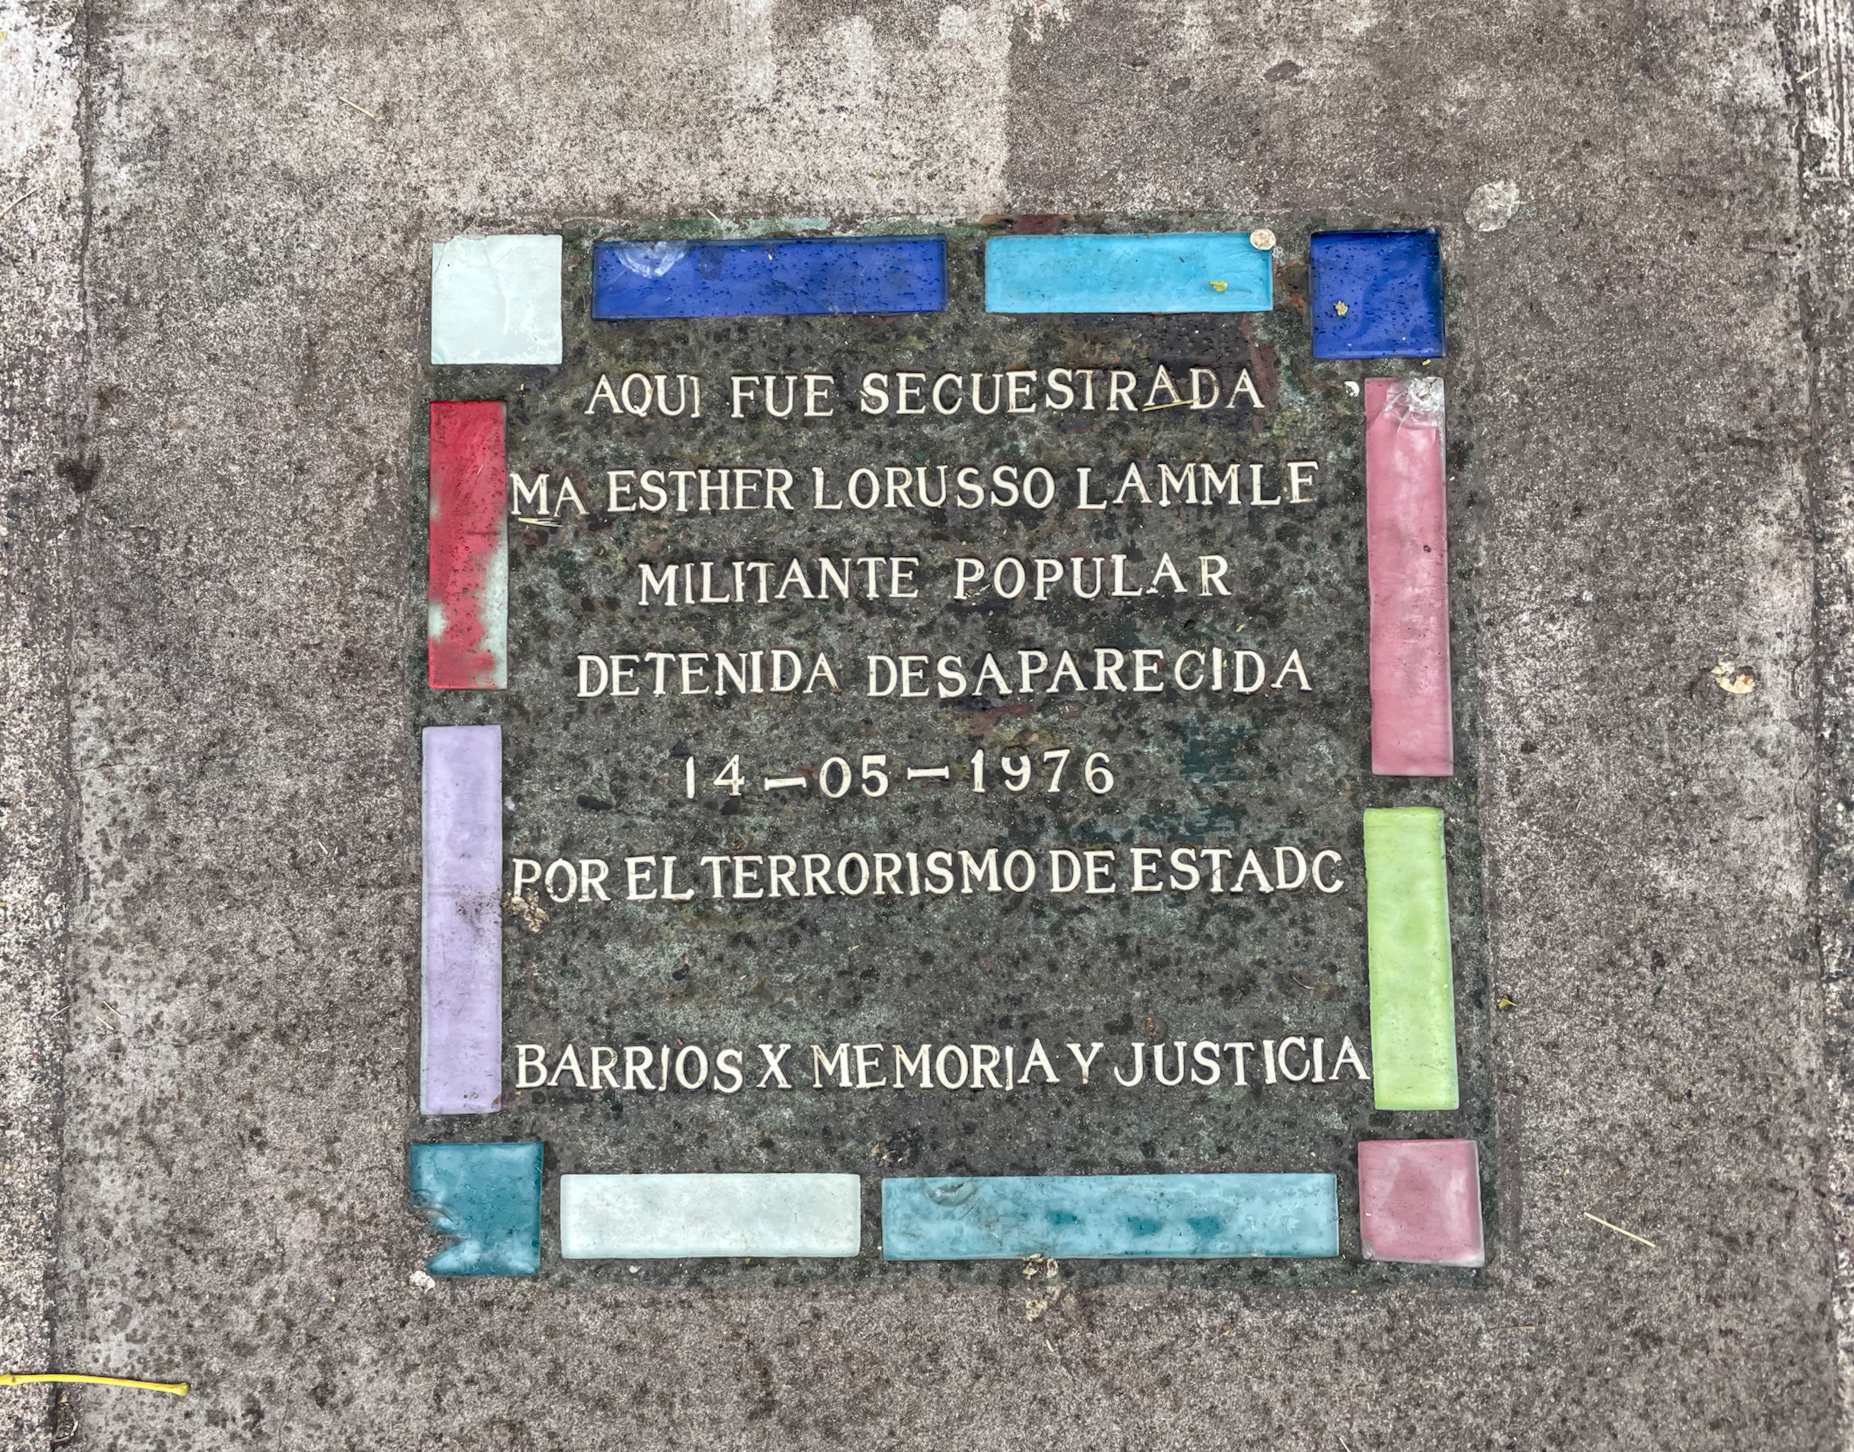 AQUI FUE SECUESTRADA
MA ESTHER LORUSSO LAMMLE
MILITANTE POPULAR
DETENIDA DESAPARECIDA
14-05-1976
POR EL TERRORISMO DE ESTADO
BARRIOS X MEMORIA Y JUSTICIA